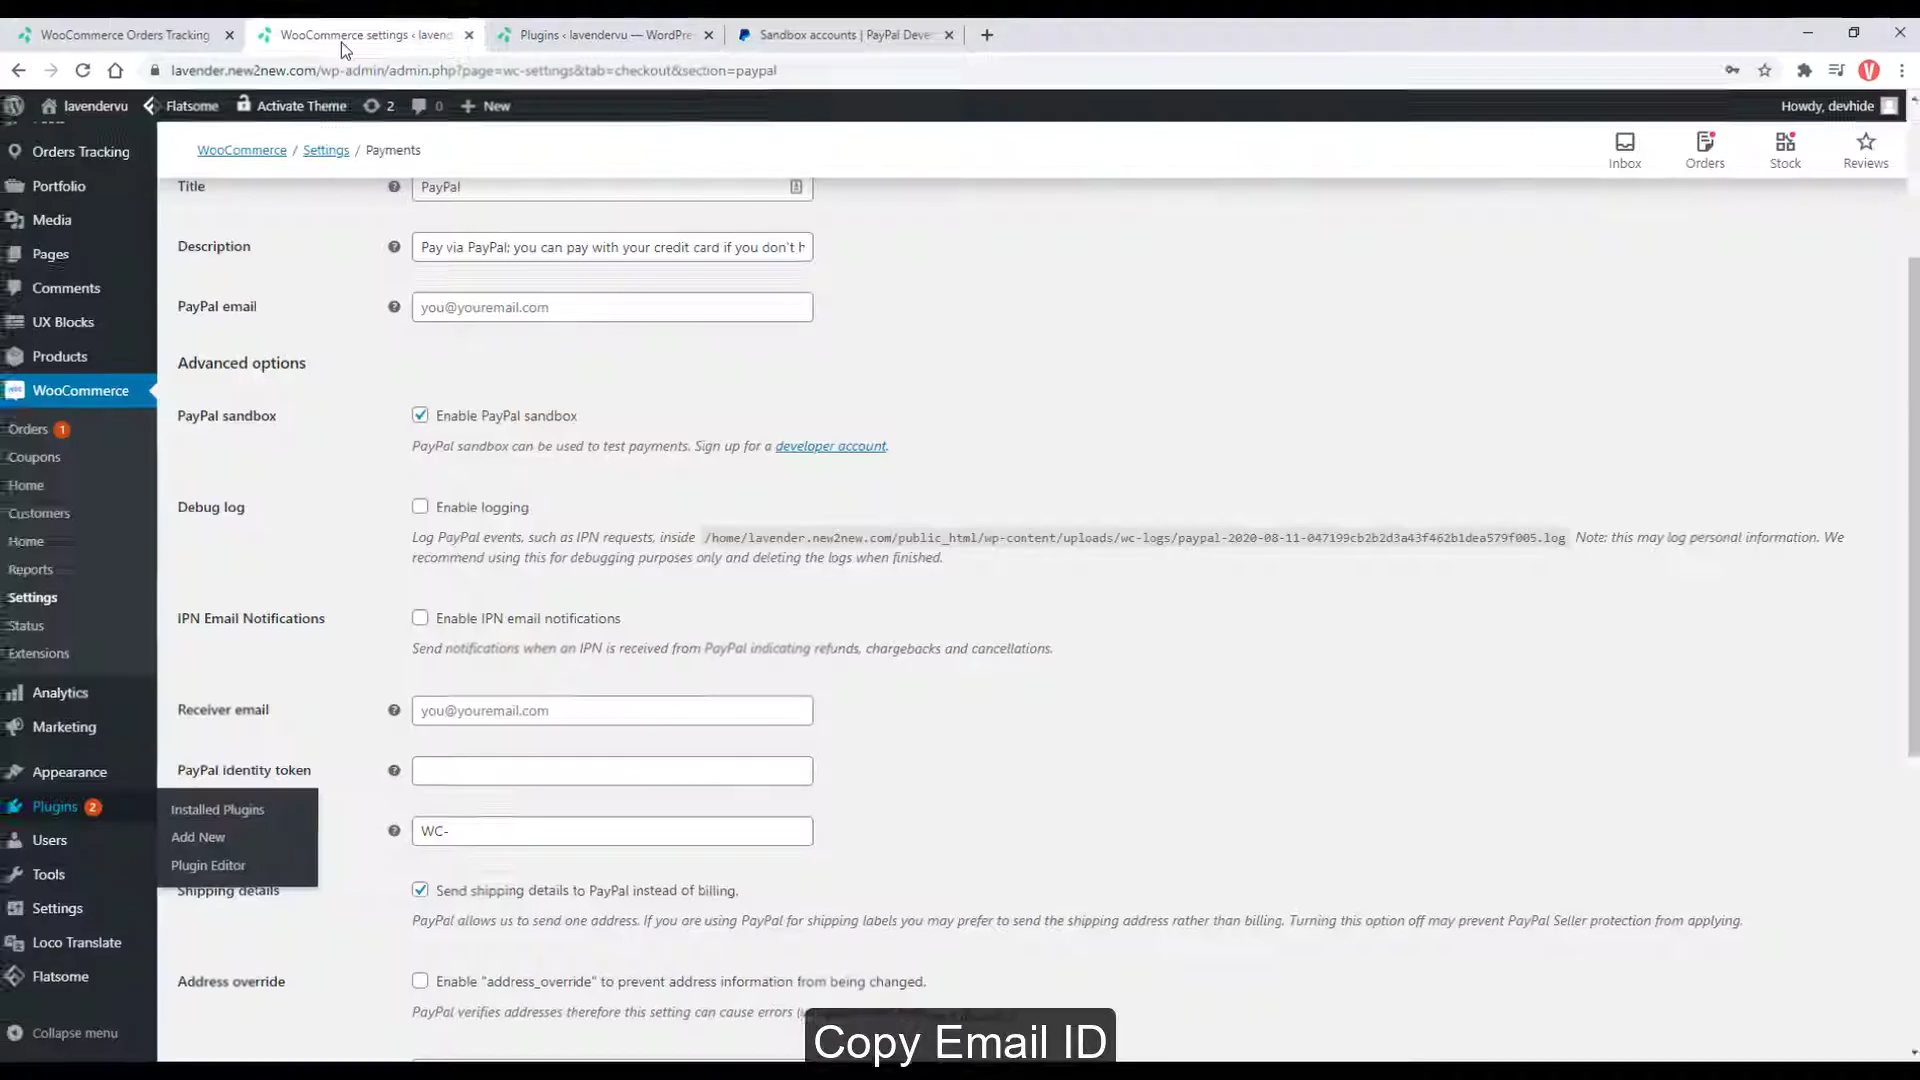 WooCommerce Orders Tracking
WooCommerce settings ‹ lavend
Plugins ‹ lavendervu — WordPre
Sandbox accounts | PayPal Deve
lavender.new2new.com/wp-admin/admin.php?page=wc-settings&tab=checkout&section=paypal
lavendervu
Flatsome
Activate Theme
2
0
New
Howdy, devhide
Orders Tracking
Portfolio
Media
Pages
Comments
UX Blocks
Products
WooCommerce
Orders 1
Coupons
Home
Customers
Home
Reports
Settings
Status
Extensions
Analytics
Marketing
Appearance
Plugins 2
Users
Tools
Settings
Loco Translate
Flatsome
Collapse menu
Installed Plugins
Add New
Plugin Editor
WooCommerce / Settings / Payments
Inbox
Orders
Stock
Reviews
Title
PayPal
Description
Pay via PayPal; you can pay with your credit card if you don't h
PayPal email
you@youremail.com
Advanced options
PayPal sandbox
Enable PayPal sandbox
PayPal sandbox can be used to test payments. Sign up for a developer account.
Debug log
Enable logging
Log PayPal events, such as IPN requests, inside /home/lavender.new2new.com/public_html/wp-content/uploads/wc-logs/paypal-2020-08-11-047199cb2b2d3a43f462b1dea579f005.log Note: this may log personal information. We
recommend using this for debugging purposes only and deleting the logs when finished.
IPN Email Notifications
Enable IPN email notifications
Send notifications when an IPN is received from PayPal indicating refunds, chargebacks and cancellations.
Receiver email
you@youremail.com
PayPal identity token
WC-
Shipping details
Send shipping details to PayPal instead of billing.
PayPal allows us to send one address. If you are using PayPal for shipping labels you may prefer to send the shipping address rather than billing. Turning this option off may prevent PayPal Seller protection from applying.
Address override
Enable "address_override" to prevent address information from being changed.
PayPal verifies addresses therefore this setting can cause errors
Copy Email ID